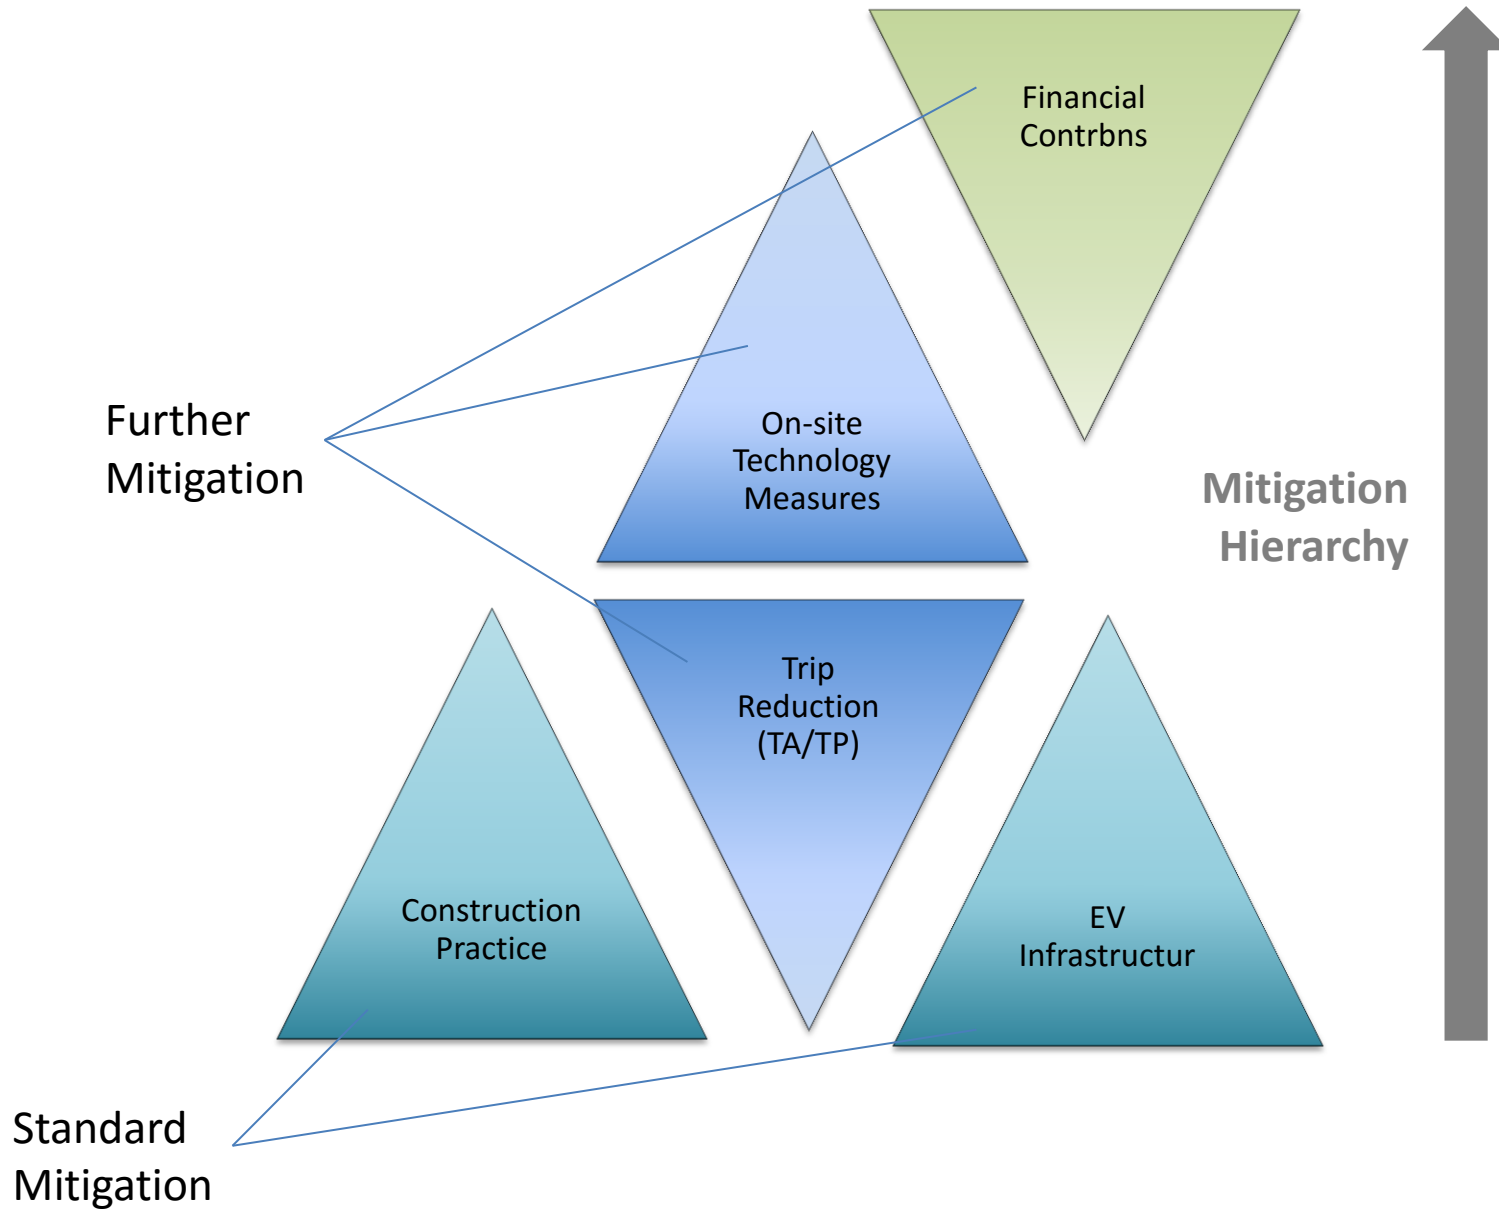 Financial
Contrbns
On-site
Technology
Measures
Further
Mitigation
Mitigation
Hierarchy
Trip
Reduction
(TA/TP)
Construction
Practice
EV
Infrastructur
Standard
Mitigation